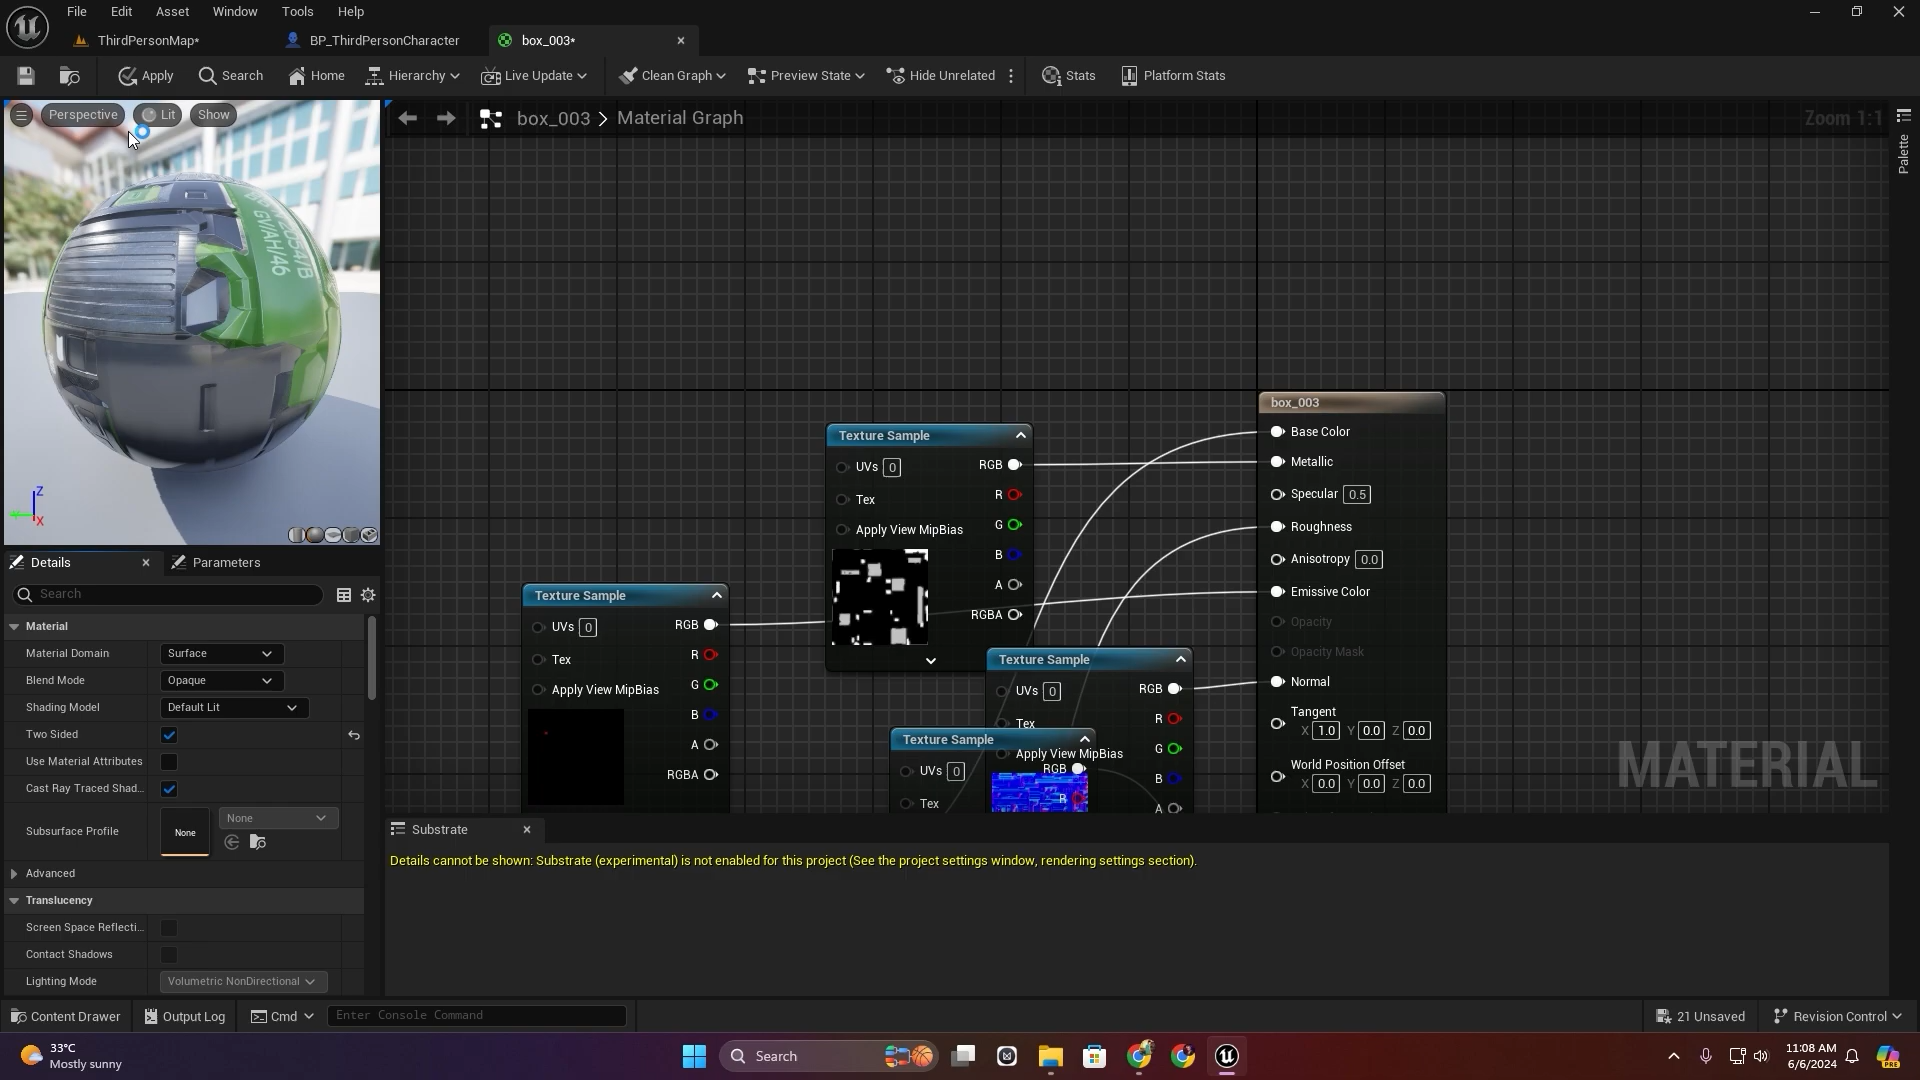 File Edit Asset Window Tools Help
ThirdPersonMap* BP_ThirdPersonCharacter box_003*
Apply Search Home Hierarchy Live Update Clean Graph Preview State Hide Unrelated Stats Platform Stats
Perspective Lit Show
box_003 > Material Graph
Zoom 1:1
Palette
GVAH/46
Z
X
box_003
Base Color
Metallic
Specular 0.5
Roughness
Anisotropy 0.0
Emissive Color
Opacity
Opacity Mask
Normal
Tangent
X 1.0 Y 0.0 Z 0.0
World Position Offset
X 0.0 Y 0.0 Z 0.0
Texture Sample
UVs 0 RGB
Tex R
Apply View MipBias G
B
A
RGBA
Texture Sample
UVs 0 RGB
Tex R
Apply View MipBias G
B
A
RGBA
Texture Sample
UVs 0 RGB
Tex R
Apply View MipBias G
B
A
Texture Sample
UVs 0 RGB
Tex R
MATERIAL
Details Parameters
Search
Material
Material Domain Surface
Blend Mode Opaque
Shading Model Default Lit
Two Sided
Use Material Attributes
Cast Ray Traced Shad...
Subsurface Profile None None
Advanced
Translucency
Screen Space Reflecti...
Contact Shadows
Lighting Mode Volumetric NonDirectional
Substrate
Details cannot be shown: Substrate (experimental) is not enabled for this project (See the project settings window, rendering settings section).
Content Drawer Output Log Cmd Enter Console Command 21 Unsaved Revision Control
33°C
Mostly sunny
Search
11:08 AM
6/6/2024
PRE